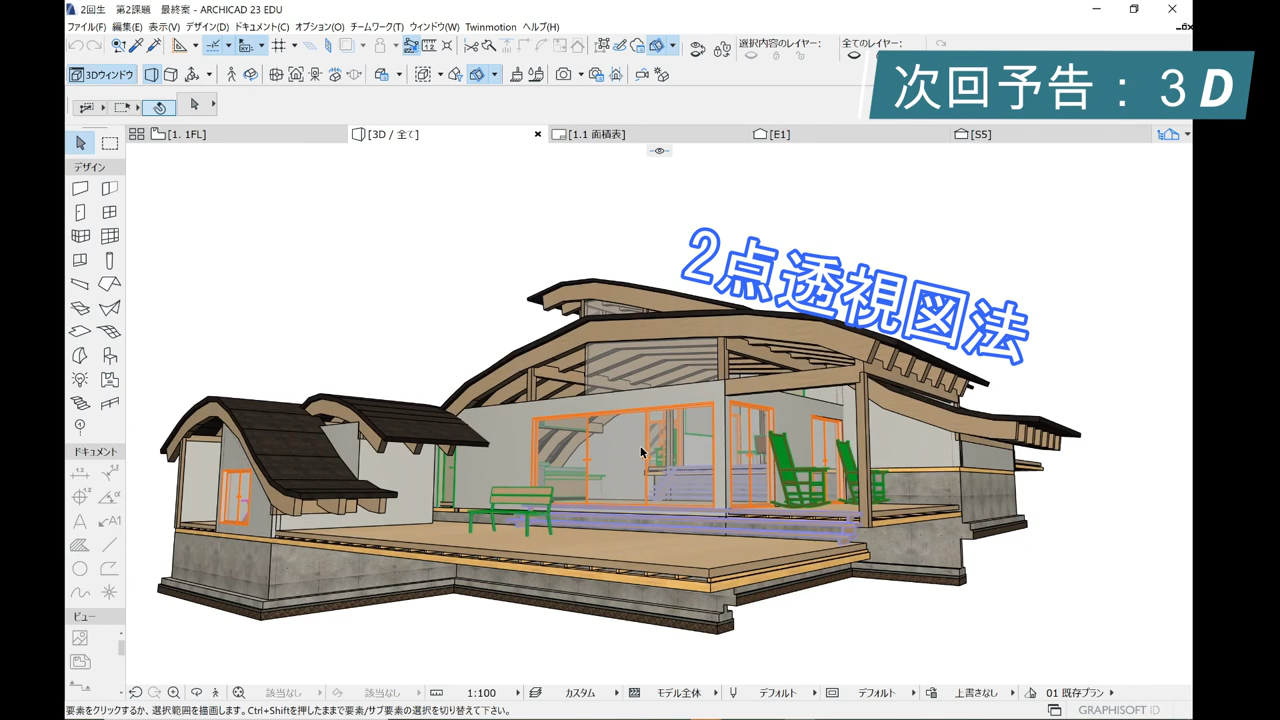 2回生 第2課題 最終案 - ARCHICAD 23 EDU
ファイル(F) 編集(E) 表示(V) デザイン(D) ドキュメント(C) オプション(O) チームワーク(T) ウィンドウ(W) Twinmotion ヘルプ(H)
選択内容のレイヤー: 全てのレイヤー:
3Dウィンドウ
次回予告：３D
[1. 1FL] [3D / 全て] [1.1 面積表] [E1] [S5]
デザイン
2点透視図法
ドキュメント
A A1
ビュー
該当なし 該当なし 1:100 カスタム モデル全体 デフォルト デフォルト 上書きなし 01 既存プラン
要素をクリックするか、選択範囲を描画します。Ctrl+Shiftを押したまま要素/サブ要素の選択を切り替えて下さい。
GRAPHISOFT ID